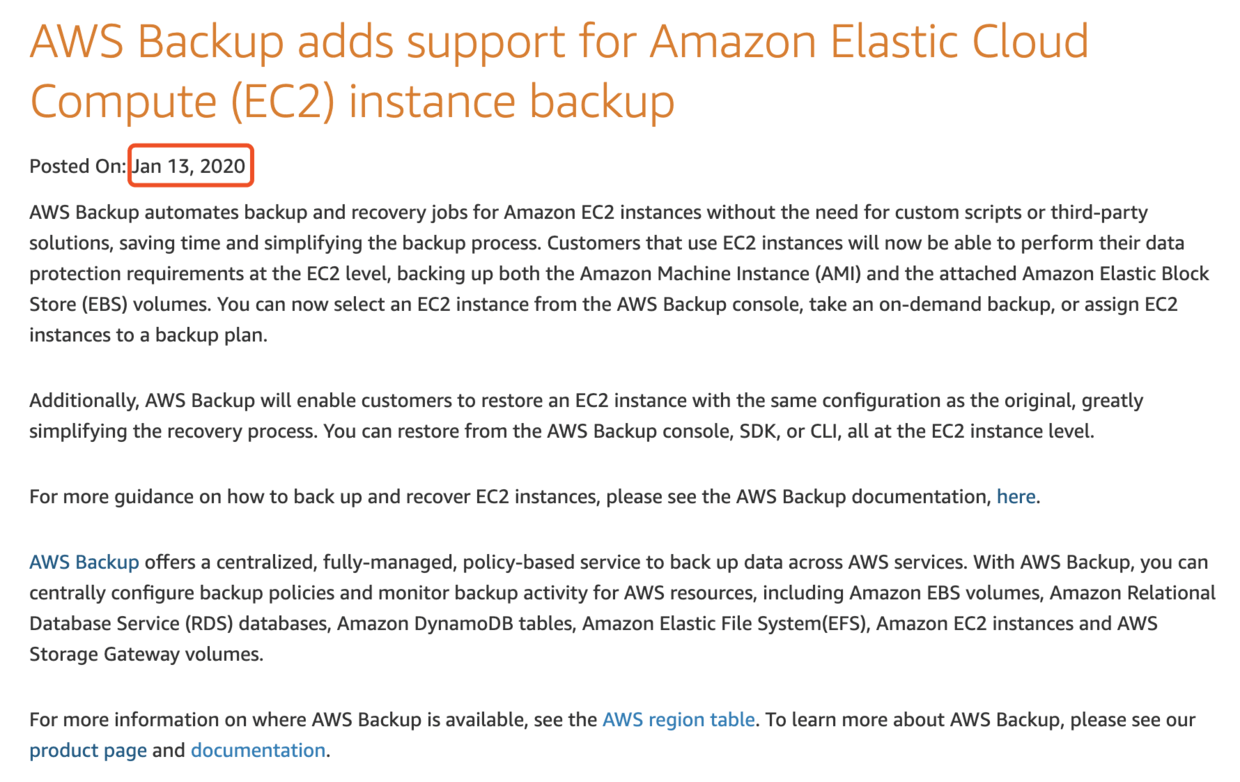 AWS Backup adds support for Amazon Elastic Cloud
Compute (EC2) instance backup
Posted On: Jan 13, 2020
AWS Backup automates backup and recovery jobs for Amazon EC2 instances without the need for custom scripts or third-party
solutions, saving time and simplifying the backup process. Customers that use EC2 instances will now be able to perform their data
protection requirements at the EC2 level, backing up both the Amazon Machine Instance (AMI) and the attached Amazon Elastic Block
Store (EBS) volumes. You can now select an EC2 instance from the AWS Backup console, take an on-demand backup, or assign EC2
instances to a backup plan.
Additionally, AWS Backup will enable customers to restore an EC2 instance with the same configuration as the original, greatly
simplifying the recovery process. You can restore from the AWS Backup console, SDK, or CLI, all at the EC2 instance level.
For more guidance on how to back up and recover EC2 instances, please see the AWS Backup documentation, here.
AWS Backup offers a centralized, fully-managed, policy-based service to back up data across AWS services. With AWS Backup, you can
centrally configure backup policies and monitor backup activity for AWS resources, including Amazon EBS volumes, Amazon Relational
Database Service (RDS) databases, Amazon DynamoDB tables, Amazon Elastic File System(EFS), Amazon EC2 instances and AWS
Storage Gateway volumes.
For more information on where AWS Backup is available, see the AWS region table. To learn more about AWS Backup, please see our
product page and documentation.